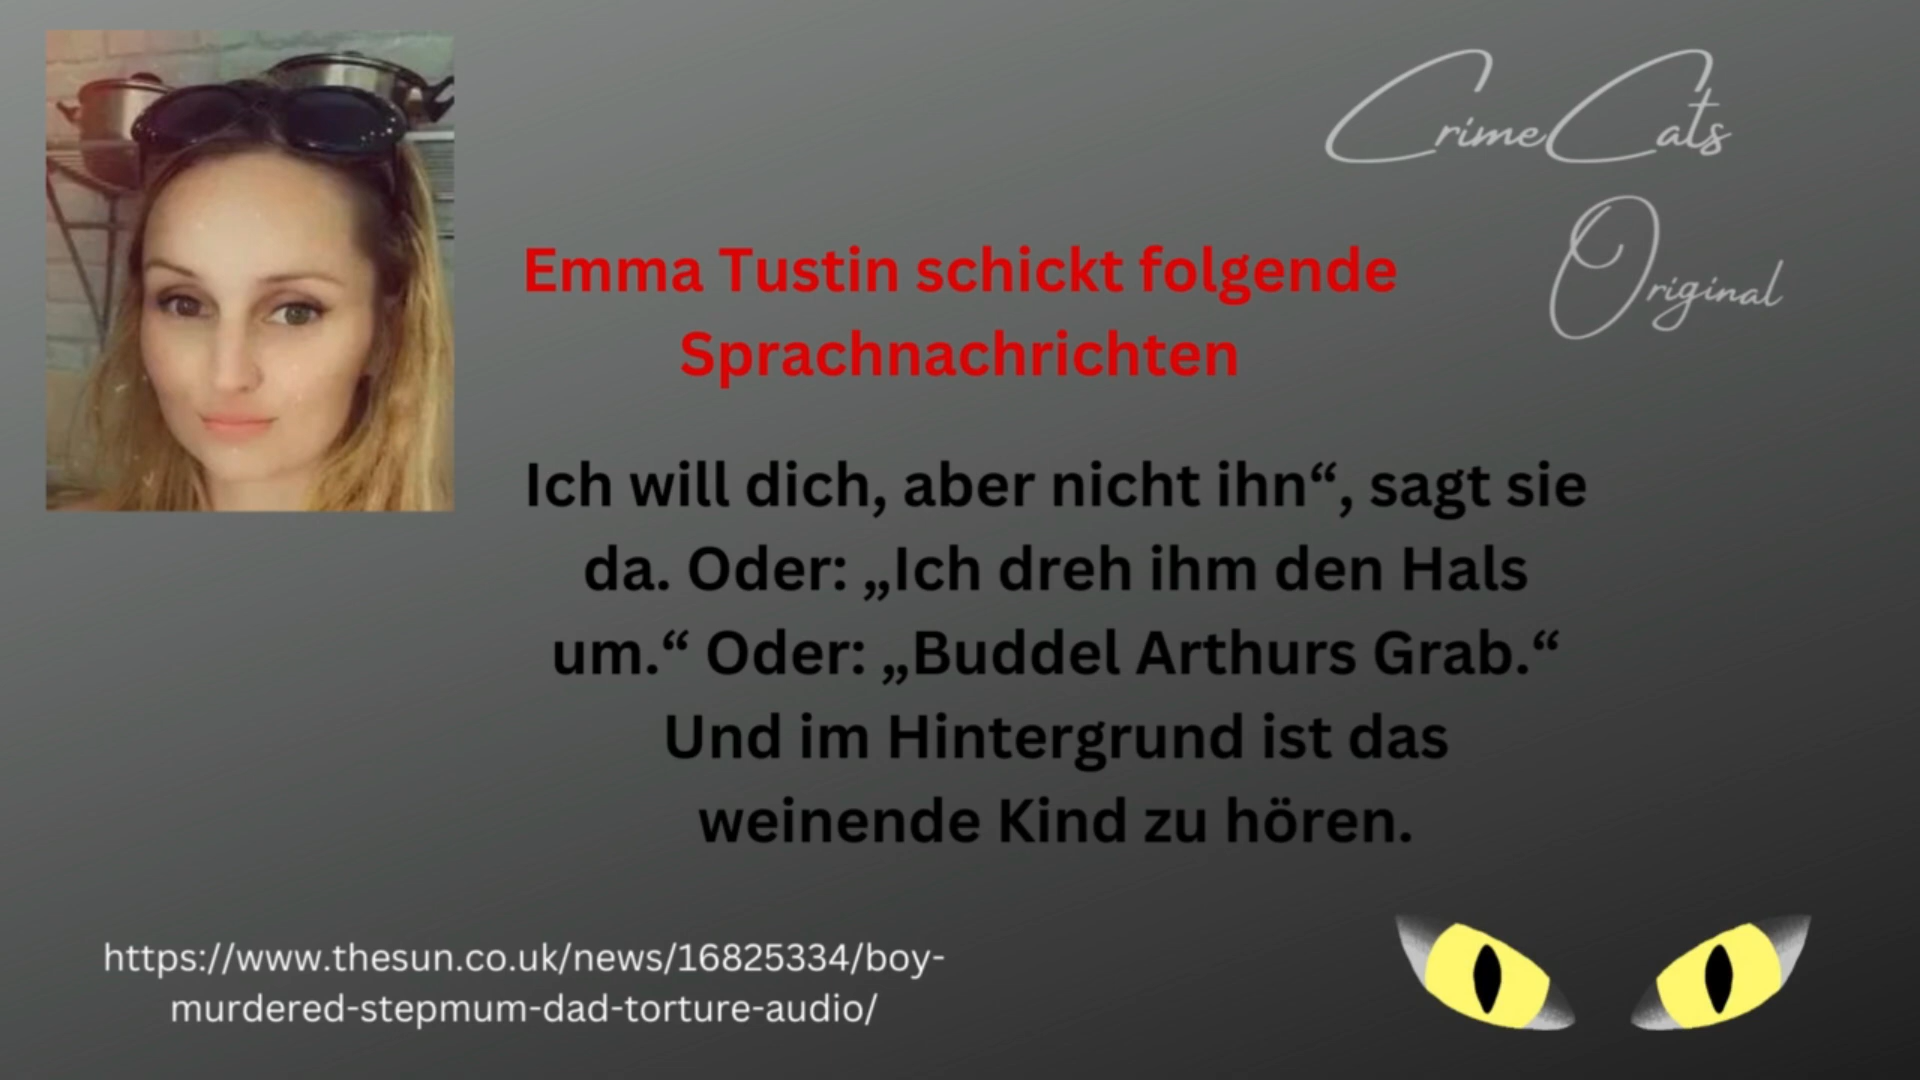 CrimeCats
Original
Emma Tustin schickt folgende
Sprachnachrichten
Ich will dich, aber nicht ihn“, sagt sie
da. Oder: „Ich dreh ihm den Hals
um.“ Oder: „Buddel Arthurs Grab.“
Und im Hintergrund ist das
weinende Kind zu hören.
https://www.thesun.co.uk/news/16825334/boy-
murdered-stepmum-dad-torture-audio/